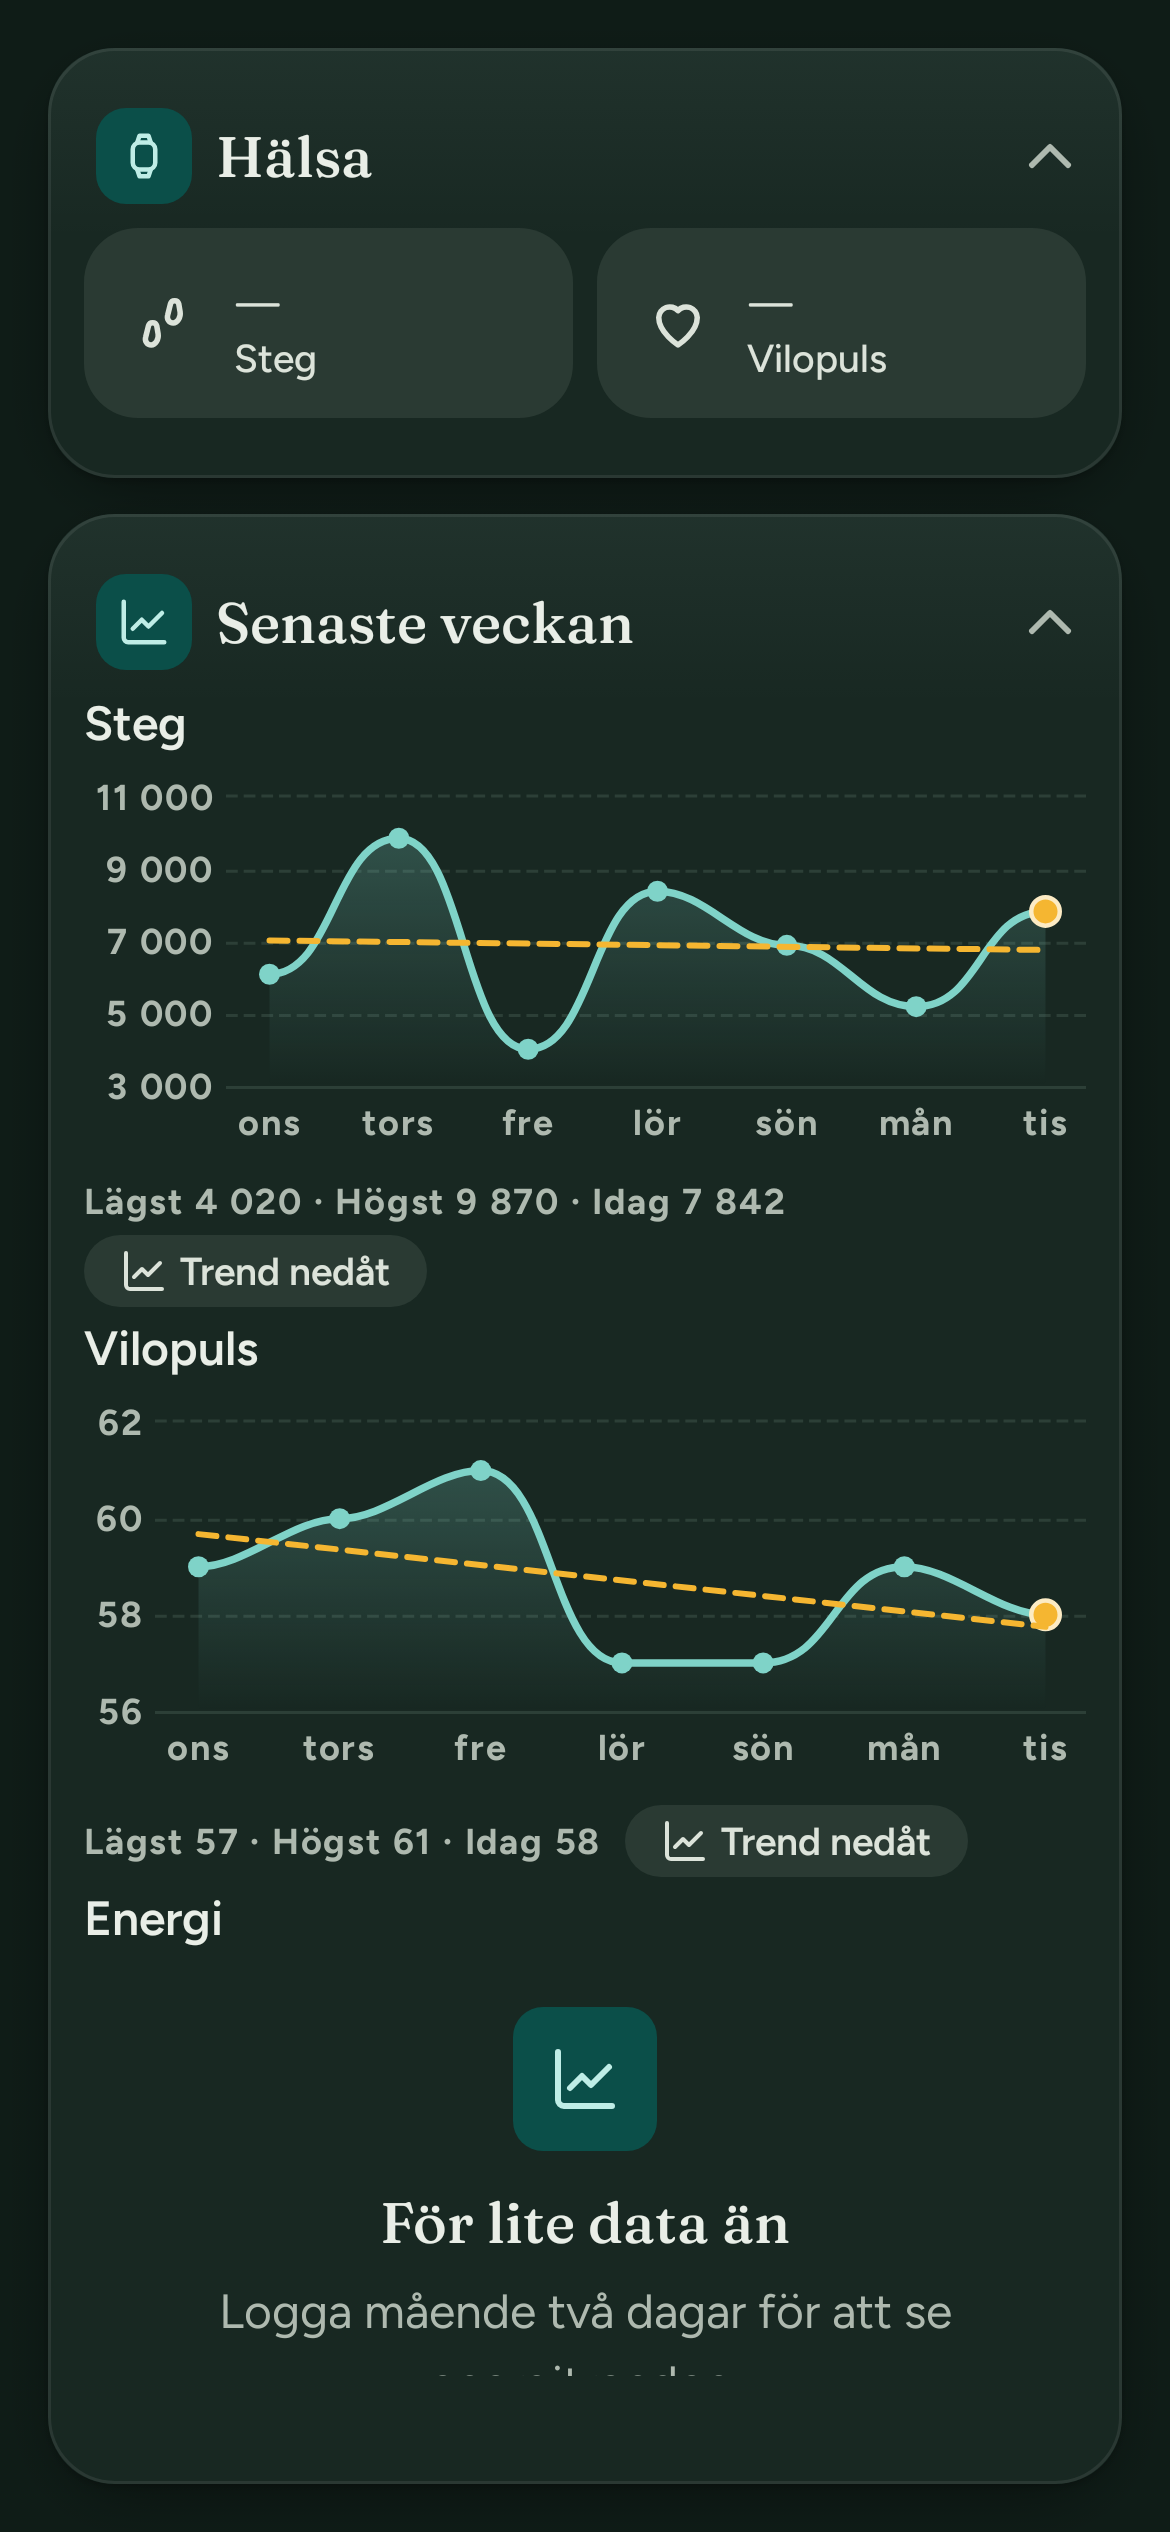 Hälsa
—
Steg
—
Vilopuls
Senaste veckan
Steg
11 000
9 000
7 000
5 000
3 000
ons tors fre lör sön mån tis
Lägst 4 020 · Högst 9 870 · Idag 7 842
Trend nedåt
Vilopuls
62
60
58
56
ons tors fre lör sön mån tis
Lägst 57 · Högst 61 · Idag 58 Trend nedåt
Energi
För lite data än
Logga mående två dagar för att se